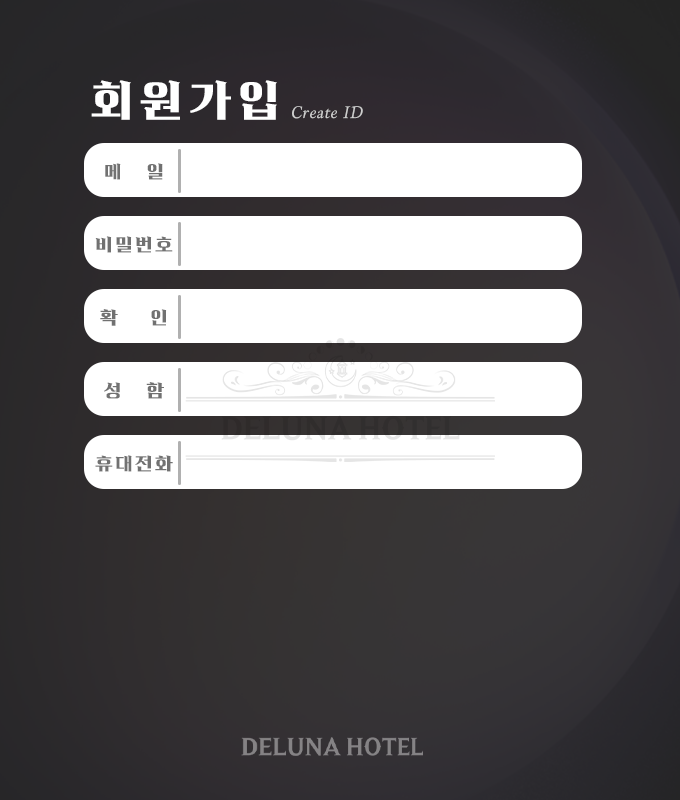 회원가입 Create ID
메 일
비밀번호
확 인
성 함
DELUNA HOTEL
휴대전화
DELUNA HOTEL